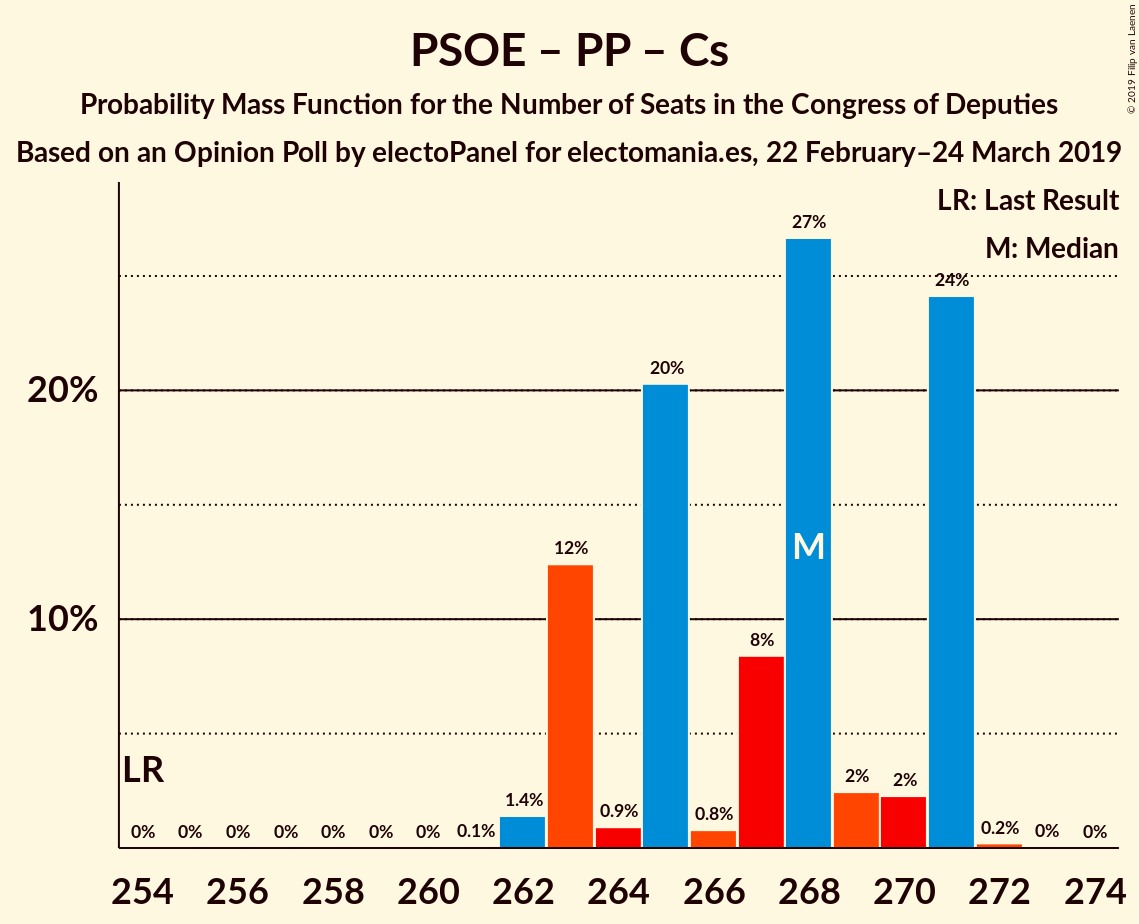 PSOE – PP – Cs
Probability Mass Function for the Number of Seats in the Congress of Deputies
Based on an Opinion Poll by electoPanel for electomania.es, 22 February–24 March 2019
© 2019 Filip van Laenen
LR: Last Result
M: Median
27%
24%
20%
20%
12%
M
10%
8%
LR
2%
2%
1.4%
0.9%
0.8%
0% 0% 0% 0% 0% 0% 0% 0.1% 0.2% 0% 0%
254 256 258 260 262 264 266 268 270 272 274